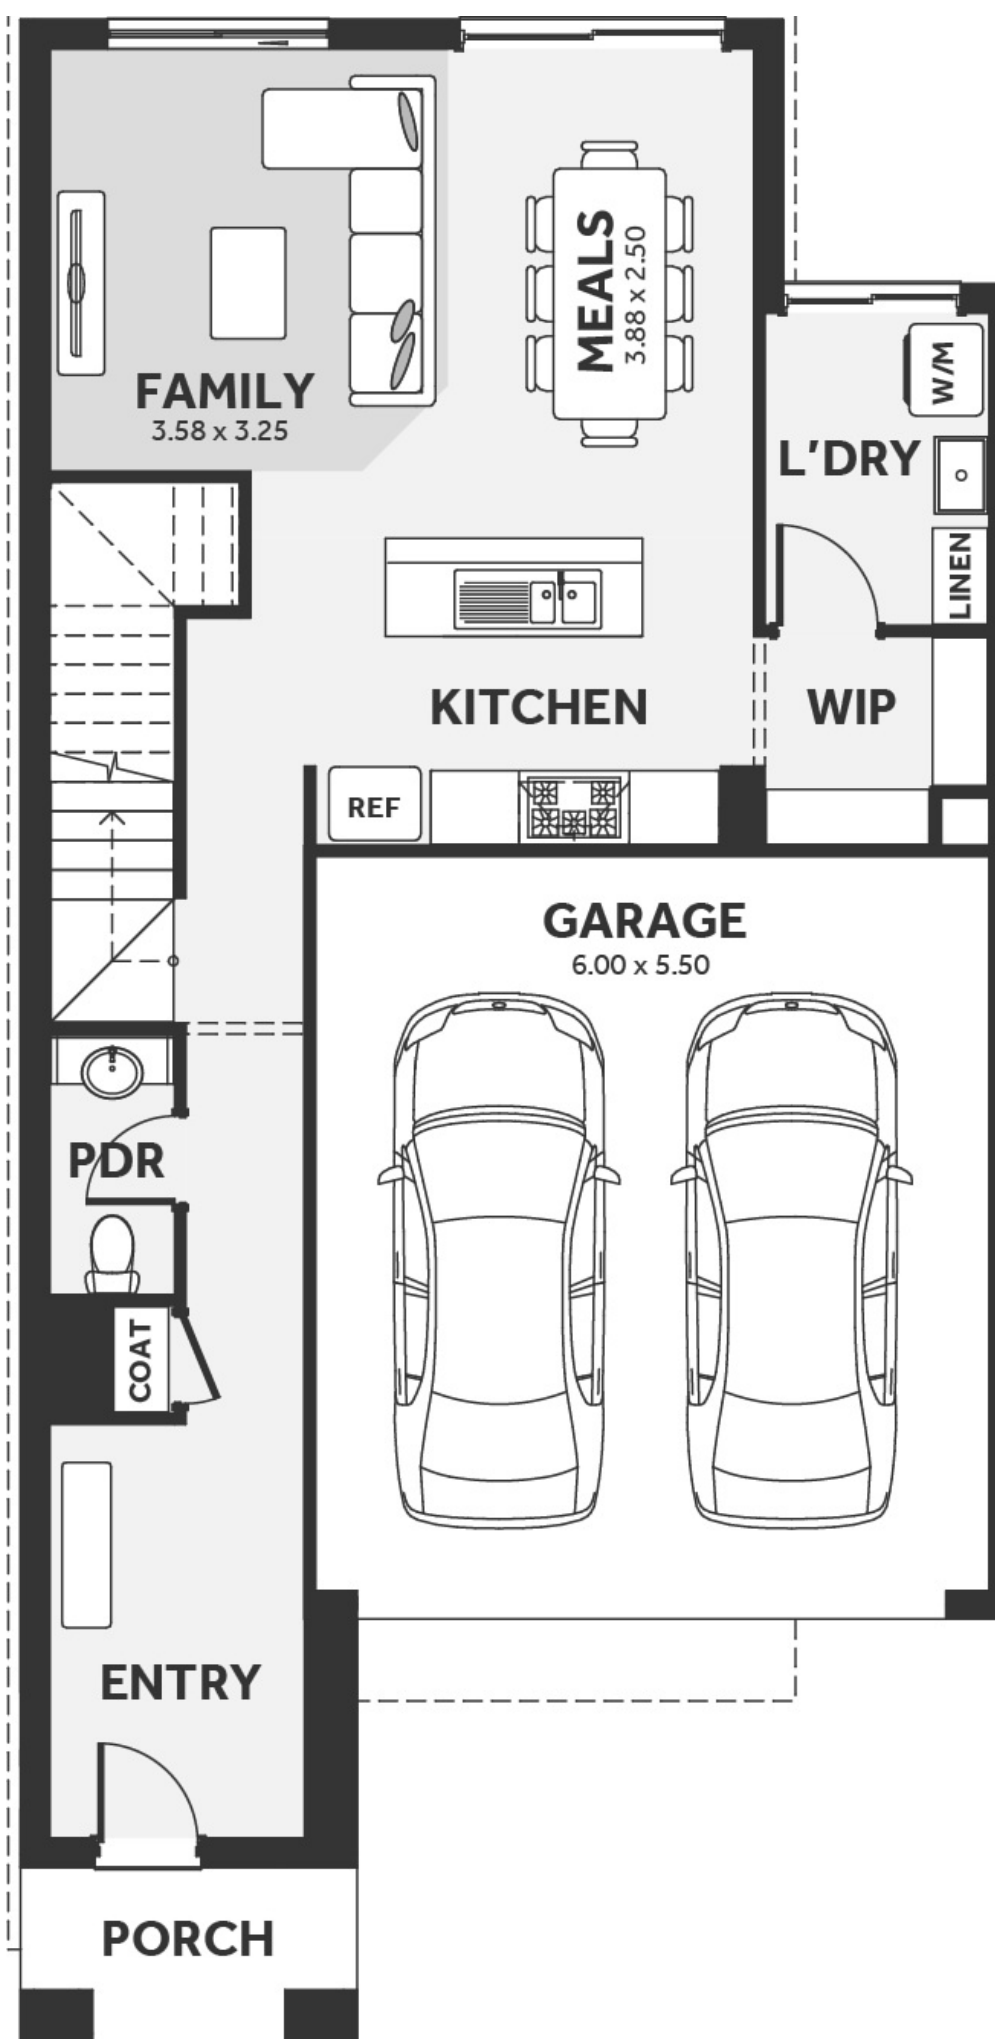 MEALS
3.88 x 2.50
FAMILY
3.58 x 3.25
W/M
L'DRY
LINEN
KITCHEN
WIP
REF
GARAGE
6.00 x 5.50
PDR
COAT
ENTRY
PORCH